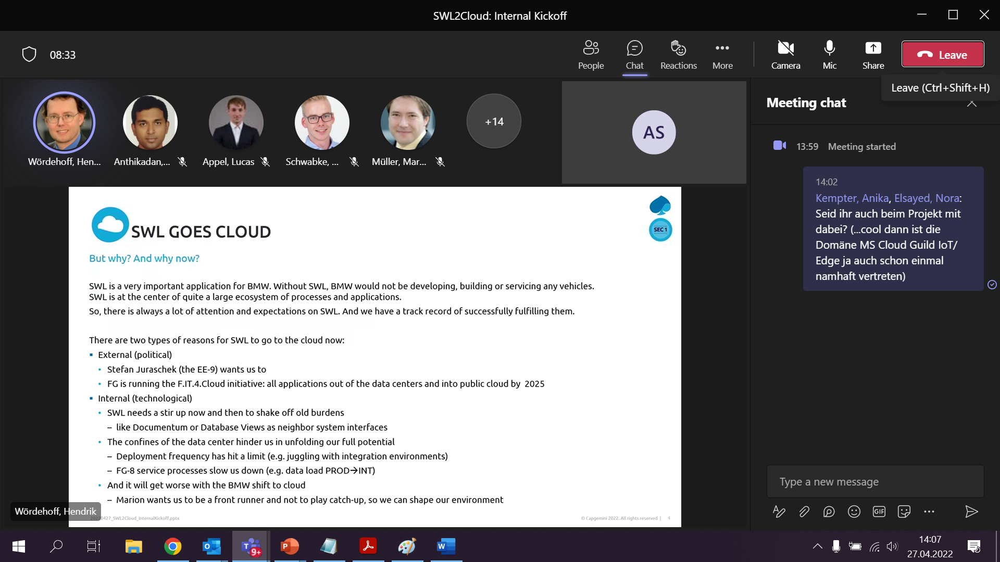 SWL2Cloud: Internal Kickoff
08:33
People
Chat
Reactions
More
Camera
Mic
Share
Leave
Leave (Ctrl+Shift+H)
Wördehoff, Hen...
Anthikadan,...
Appel, Lucas
Schwabke, ...
Müller, Mar...
+14
AS
Meeting chat
13:59 Meeting started
14:02
Kempter, Anika, Elsayed, Nora:
Seid ihr auch beim Projekt mit
dabei? (...cool dann ist die
Domäne MS Cloud Guild IoT/
Edge ja auch schon einmal
namhaft vertreten)
SWL GOES CLOUD
SEC 1
But why? And why now?
SWL is a very important application for BMW. Without SWL, BMW would not be developing, building or servicing any vehicles.
SWL is at the center of quite a large ecosystem of processes and applications.
So, there is always a lot of attention and expectations on SWL. And we have a track record of successfully fulfilling them.
There are two types of reasons for SWL to go to the cloud now:
▪ External (political)
• Stefan Juraschek (the EE-9) wants us to
• FG is running the F.IT.4.Cloud initiative: all applications out of the data centers and into public cloud by 2025
▪ Internal (technological)
• SWL needs a stir up now and then to shake off old burdens
– like Documentum or Database Views as neighbor system interfaces
• The confines of the data center hinder us in unfolding our full potential
– Deployment frequency has hit a limit (e.g. juggling with integration environments)
– FG-8 service processes slow us down (e.g. data load PROD→INT)
• And it will get worse with the BMW shift to cloud
– Marion wants us to be a front runner and not to play catch-up, so we can shape our environment
Wördehoff, Hendrik
20220427_SWL2Cloud_InternalKickoff.pptx
© Capgemini 2022. All rights reserved | 4
Type a new message
GIF
9+
14:07
27.04.2022